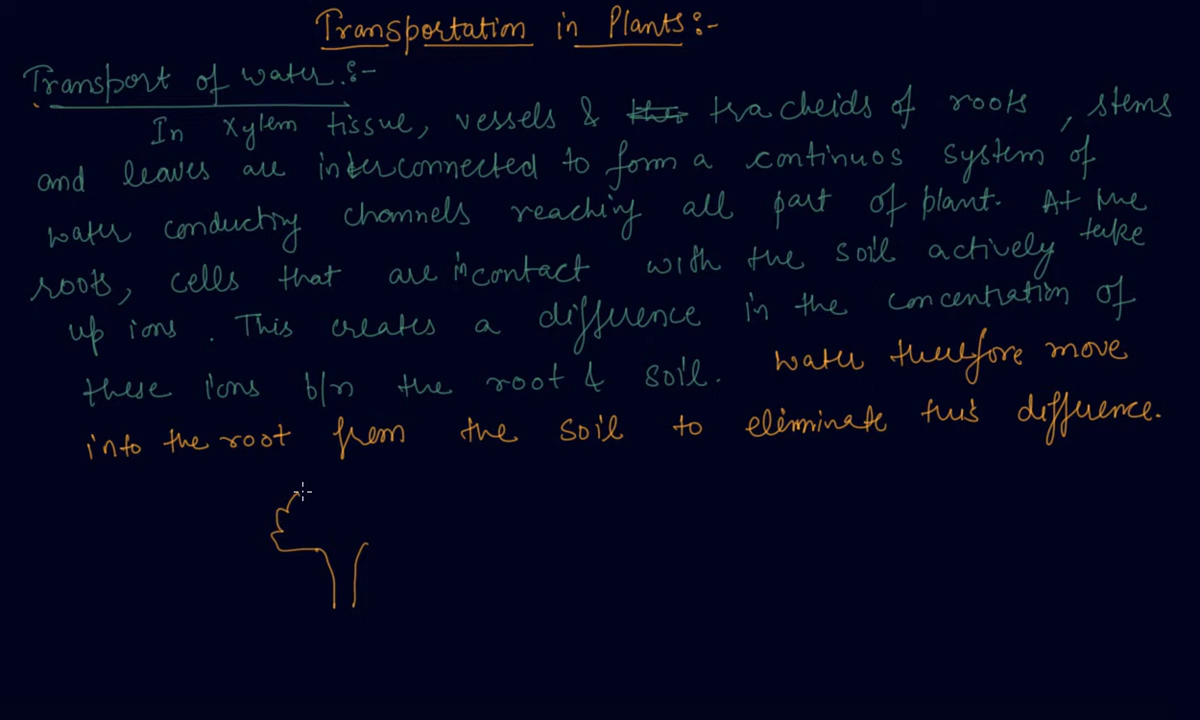 Transportation in Plants:-
Transport of water:-
In Xylem tissue, vessels & tracheids of roots, stems
and leaves are interconnected to form a continuos system of
water conducting channels reaching all part of plant. At the
roots, cells that are in contact with the soil actively take
up ions. This creates a difference in the concentration of
these ions b/n the root & soil. water therefore move
into the root from the soil to eliminate this difference.